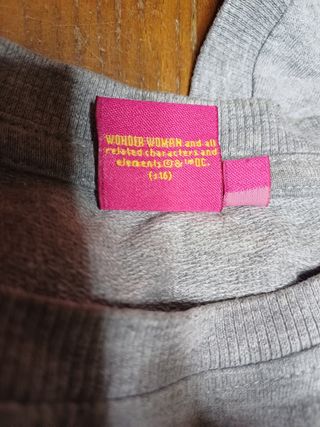 WONDER WOMAN and all
related characters and
elements © & ™ DC.
(s16)